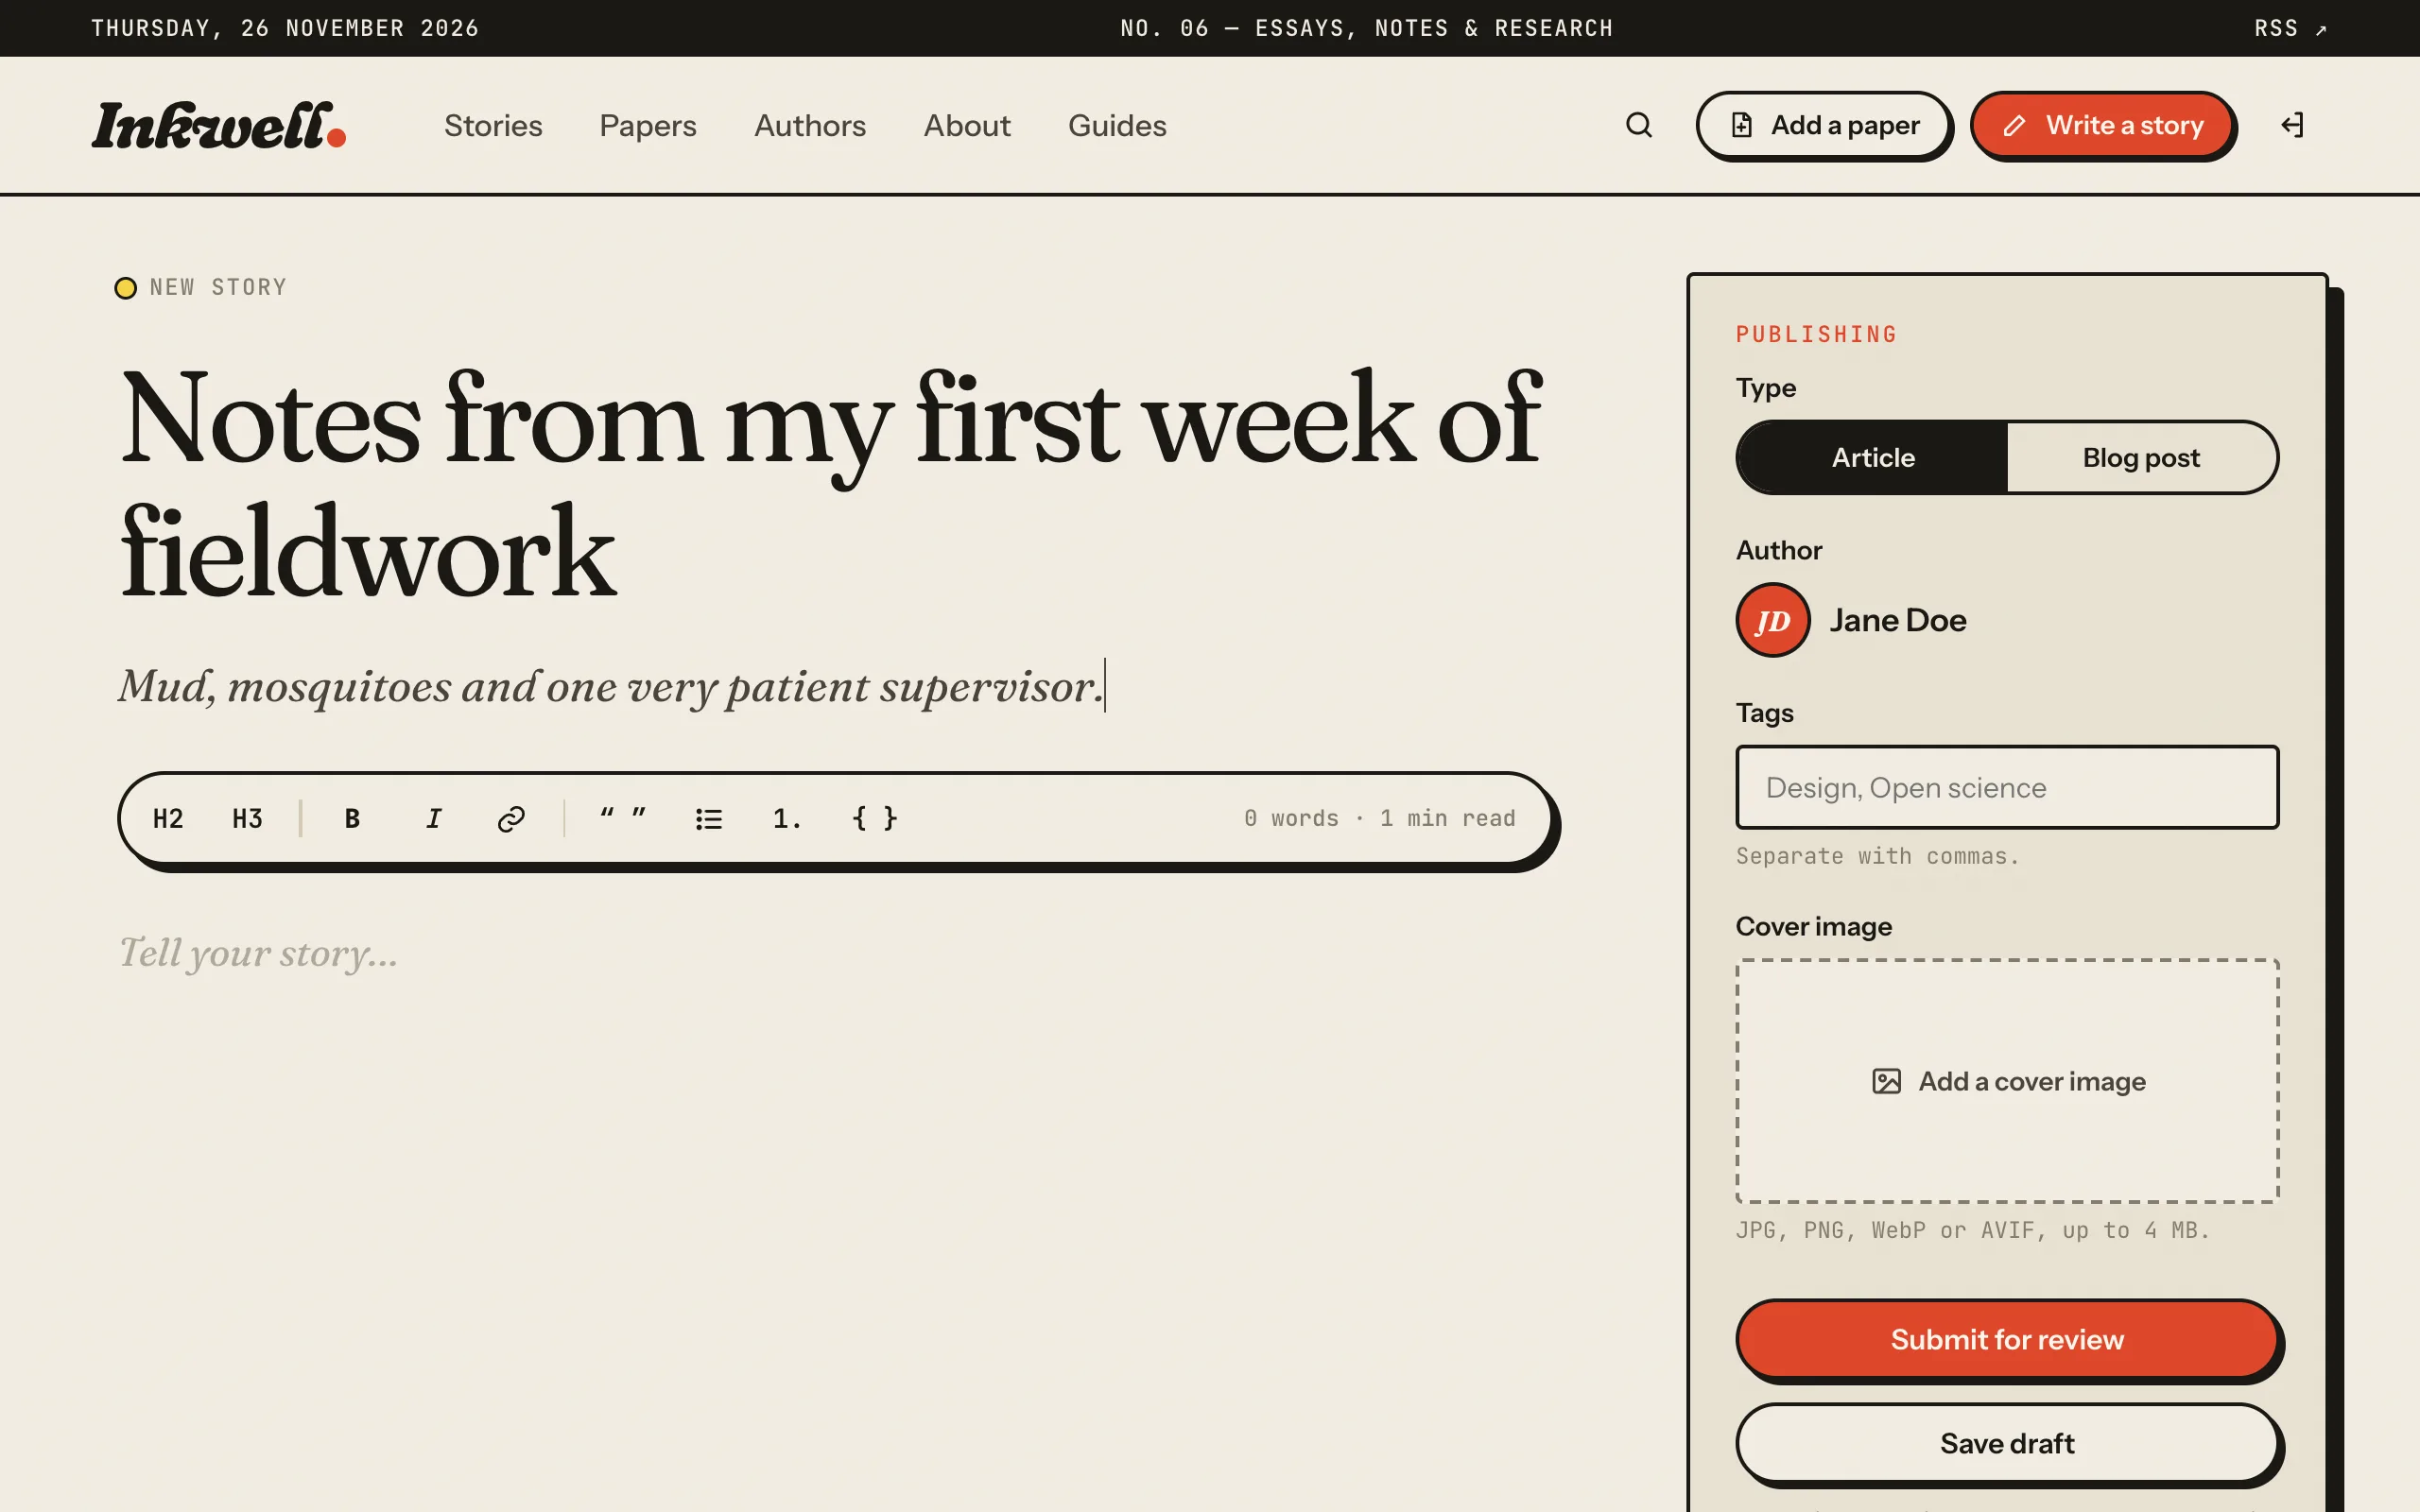 THURSDAY, 26 NOVEMBER 2026
NO. 06 — ESSAYS, NOTES & RESEARCH
RSS ↗
Inkwell.
Stories
Papers
Authors
About
Guides
Add a paper
Write a story
NEW STORY
Notes from my first week of
fieldwork
Mud, mosquitoes and one very patient supervisor.
H2 H3 B I “ ” 1. { }
0 words · 1 min read
Tell your story...
PUBLISHING
Type
Article
Blog post
Author
JD
Jane Doe
Tags
Design, Open science
Separate with commas.
Cover image
Add a cover image
JPG, PNG, WebP or AVIF, up to 4 MB.
Submit for review
Save draft